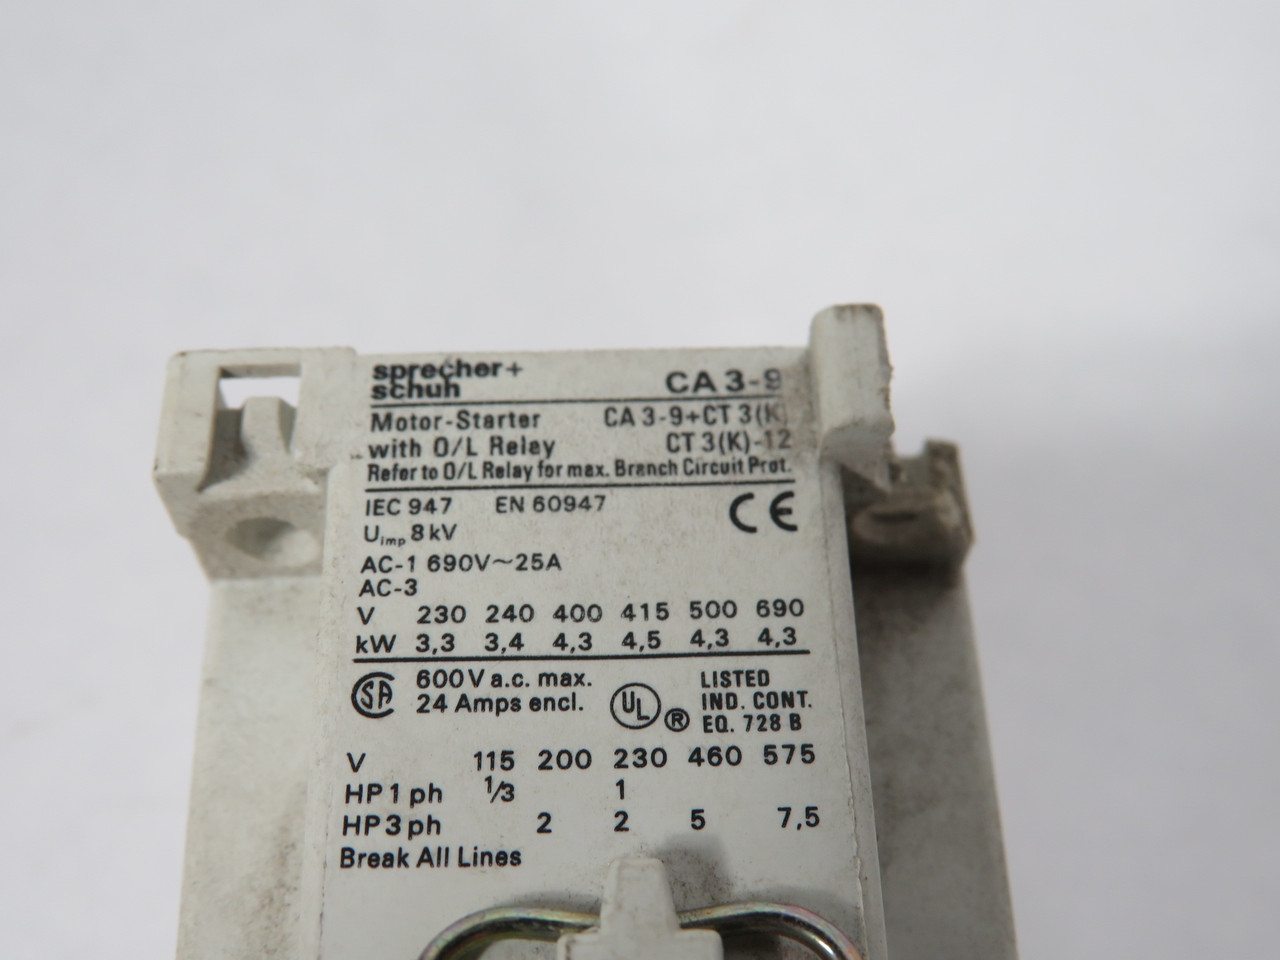 sprecher+
schuh
CA 3-9
Motor-Starter CA 3-9+CT 3(K)
with O/L Relay CT 3(K)-12
Refer to O/L Relay for max. Branch Circuit Prot.
IEC 947 EN 60947 CE
Uimp 8 kV
AC-1 690V~25A
AC-3
V 230 240 400 415 500 690
kW 3,3 3,4 4,3 4,5 4,3 4,3
SA 600 V a.c. max.
24 Amps encl.
UL ®
LISTED
IND. CONT.
EQ. 728 B
V 115 200 230 460 575
HP 1 ph 1/3 1
HP 3 ph 2 2 5 7,5
Break All Lines